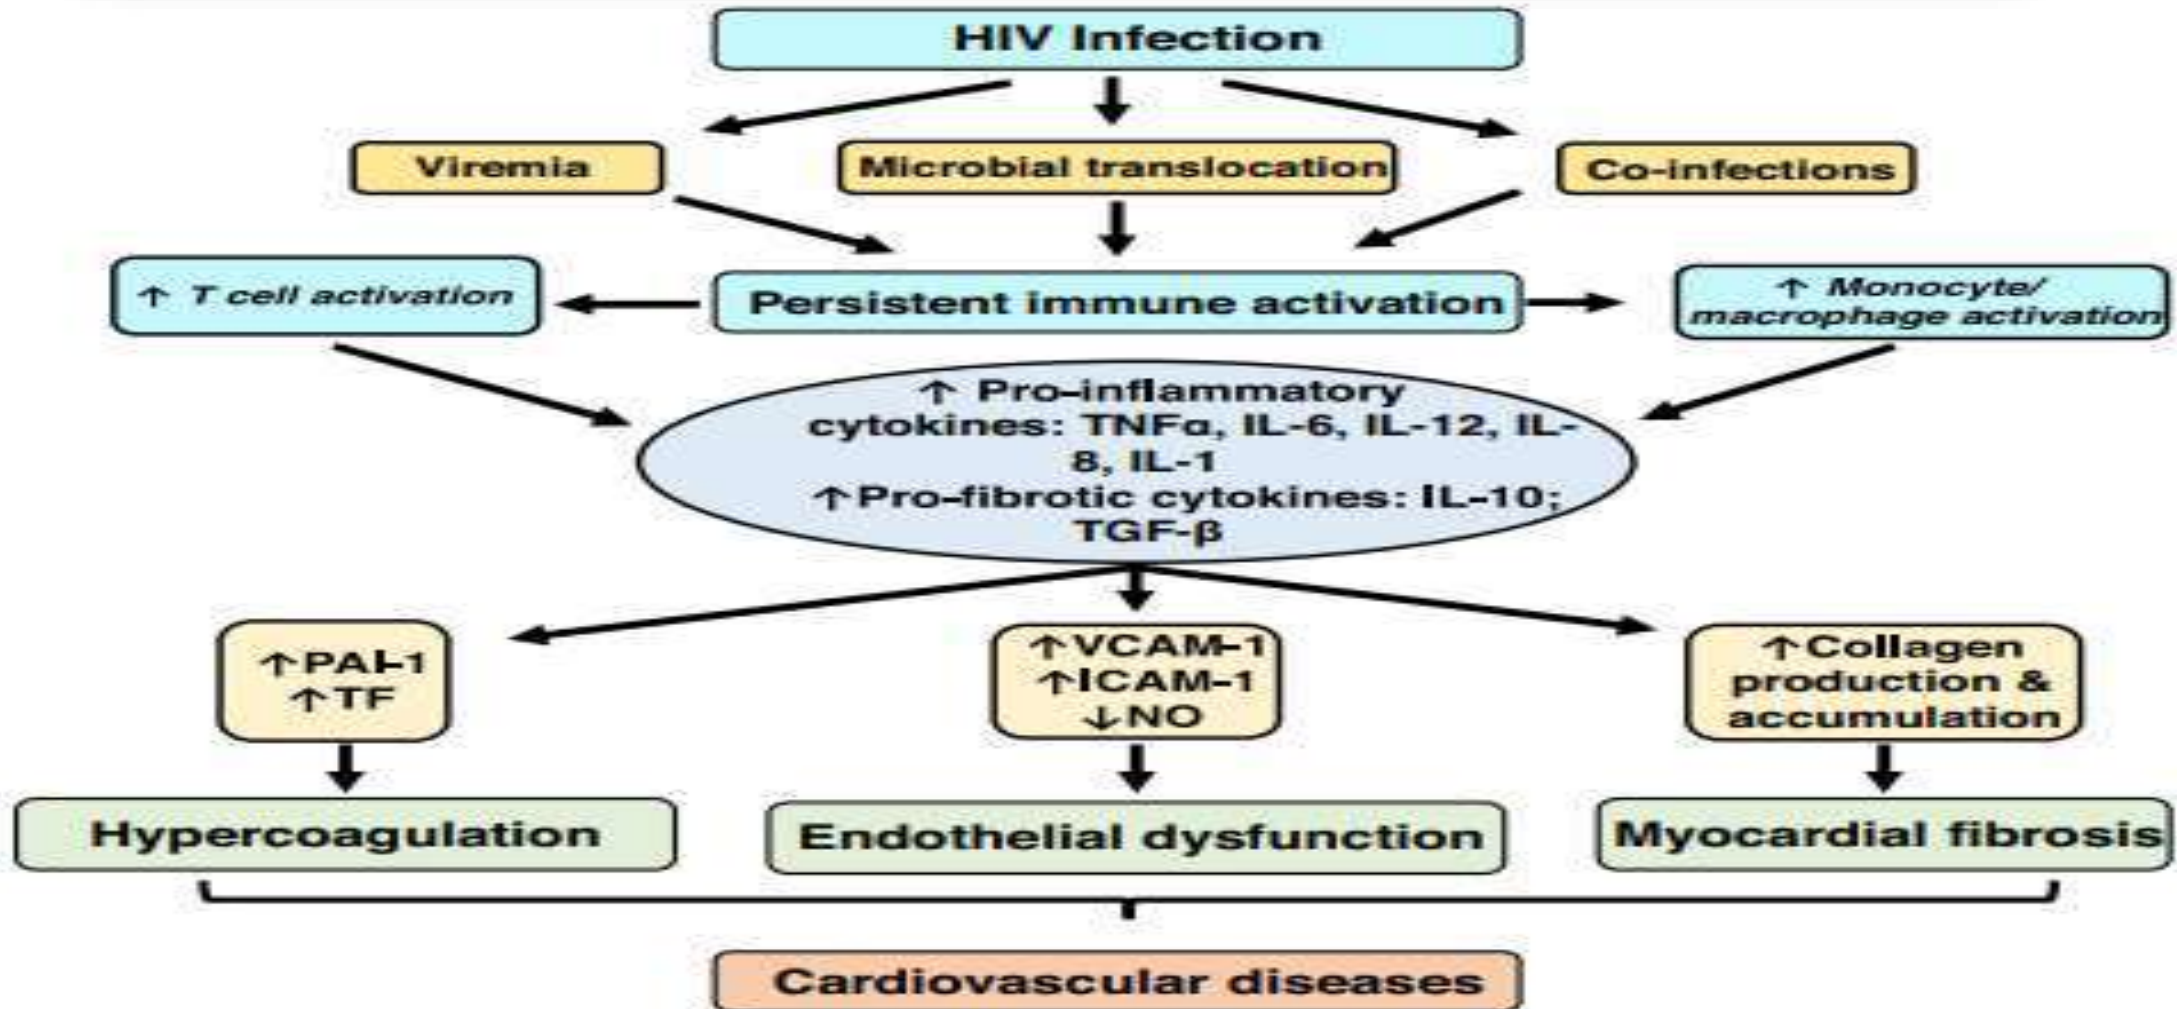 HIV Infection
Viremia
Microbial translocation
Co-infections
↑ T cell activation
Persistent immune activation
↑ Monocyte/
macrophage activation
↑ Pro-inflammatory
cytokines: TNFα, IL-6, IL-12, IL-
8, IL-1
↑Pro-fibrotic cytokines: IL-10;
TGF-β
↑PAI-1
↑TF
↑VCAM-1
↑ICAM-1
↓NO
↑Collagen
production &
accumulation
Hypercoagulation
Endothelial dysfunction
Myocardial fibrosis
Cardiovascular diseases